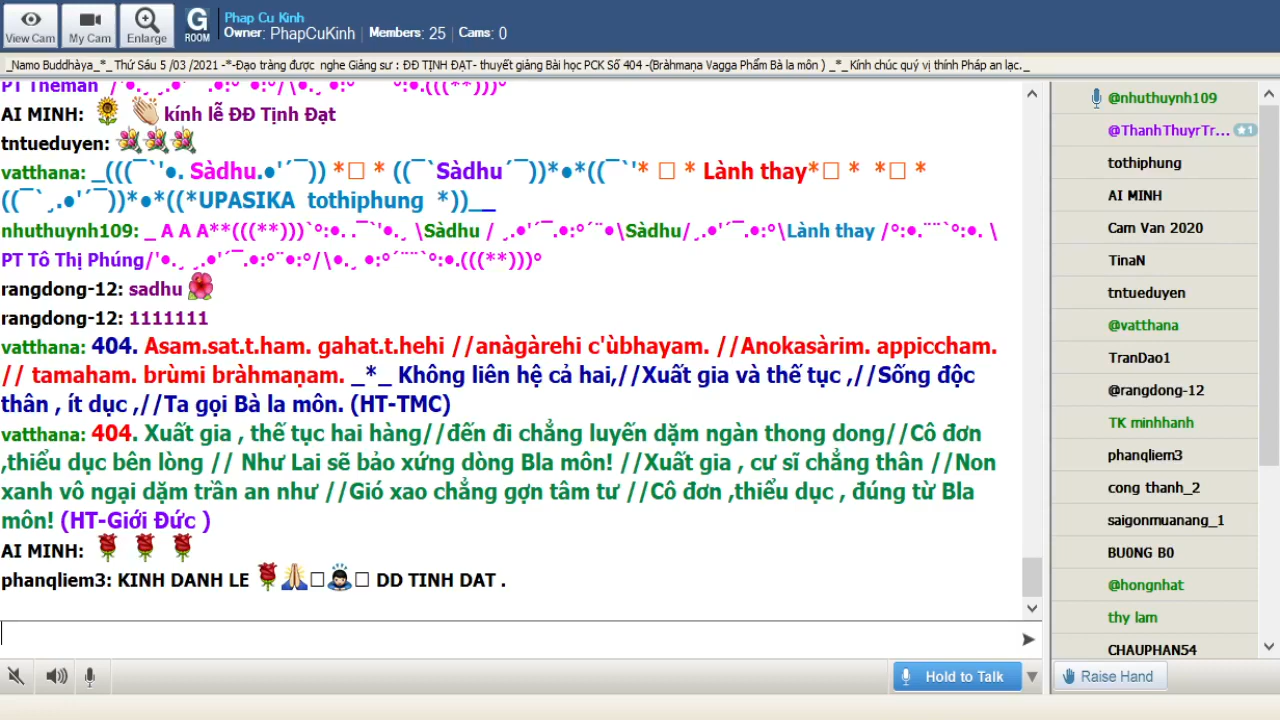 View Cam
My Cam
Enlarge
G
ROOM
Phap Cu Kinh
Owner: PhapCuKinh | Members: 25 | Cams: 0
_Namo Buddhàya_*_ Thứ Sáu 5 /03 /2021 -*-Đạo tràng được nghe Giảng sư : ĐĐ TỊNH ĐẠT- thuyết giảng Bài học PCK Số 404 -(Bràhmaṇa Vagga Phẩm Bà la môn ) _*_ Kính chúc quý vị thính Pháp an lạc._
AI MINH: kính lễ ĐĐ Tịnh Đạt
tntueduyen:
vatthana: _(((¯`'•. Sàdhu.•'´¯)) *□ * ((¯`Sàdhu´¯))*•*((¯`'* □ * Lành thay*□ * *□ *
((¯`¸.•'´¯))*•*((*UPASIKA tothiphung *))__
nhuthuynh109: _ A A A**(((**)))`°:•. .¯`'•.¸ \Sàdhu / ¸.•'´¯.•:°´¨•\Sàdhu/¸.•'´¯.•:°\Lành thay /°:•.¨¨`°:•. \
PT Tô Thị Phúng/'•.¸ ¸.•'´¯.•:°¨•:°/\•.¸ •:°´¨¨`°:•.(((**)))°
rangdong-12: sadhu
rangdong-12: 1111111
vatthana: 404. Asam.sat.t.ham. gahat.t.hehi //anàgàrehi c'ùbhayam. //Anokasàrim. appiccham.
// tamaham. brùmi bràhmaṇam. _*_ Không liên hệ cả hai,//Xuất gia và thế tục ,//Sống độc
thân , ít dục ,//Ta gọi Bà la môn. (HT-TMC)
vatthana: 404. Xuất gia , thế tục hai hàng//đến đi chẳng luyến dặm ngàn thong dong//Cô đơn
,thiểu dục bên lòng // Như Lai sẽ bảo xứng dòng Bla môn! //Xuất gia , cư sĩ chẳng thân //Non
xanh vô ngại dặm trần an như //Gió xao chẳng gợn tâm tư //Cô đơn ,thiểu dục , đúng từ Bla
môn! (HT-Giới Đức )
AI MINH:
phanqliem3: KINH DANH LE □ □ DD TINH DAT .
Hold to Talk
@nhuthuynh109
@ThanhThuyrTr... ★1
tothiphung
AI MINH
Cam Van 2020
TinaN
tntueduyen
@vatthana
TranDao1
@rangdong-12
TK minhhanh
phanqliem3
cong thanh_2
saigonmuanang_1
BU0NG B0
@hongnhat
thy lam
CHAUPHAN54
Raise Hand